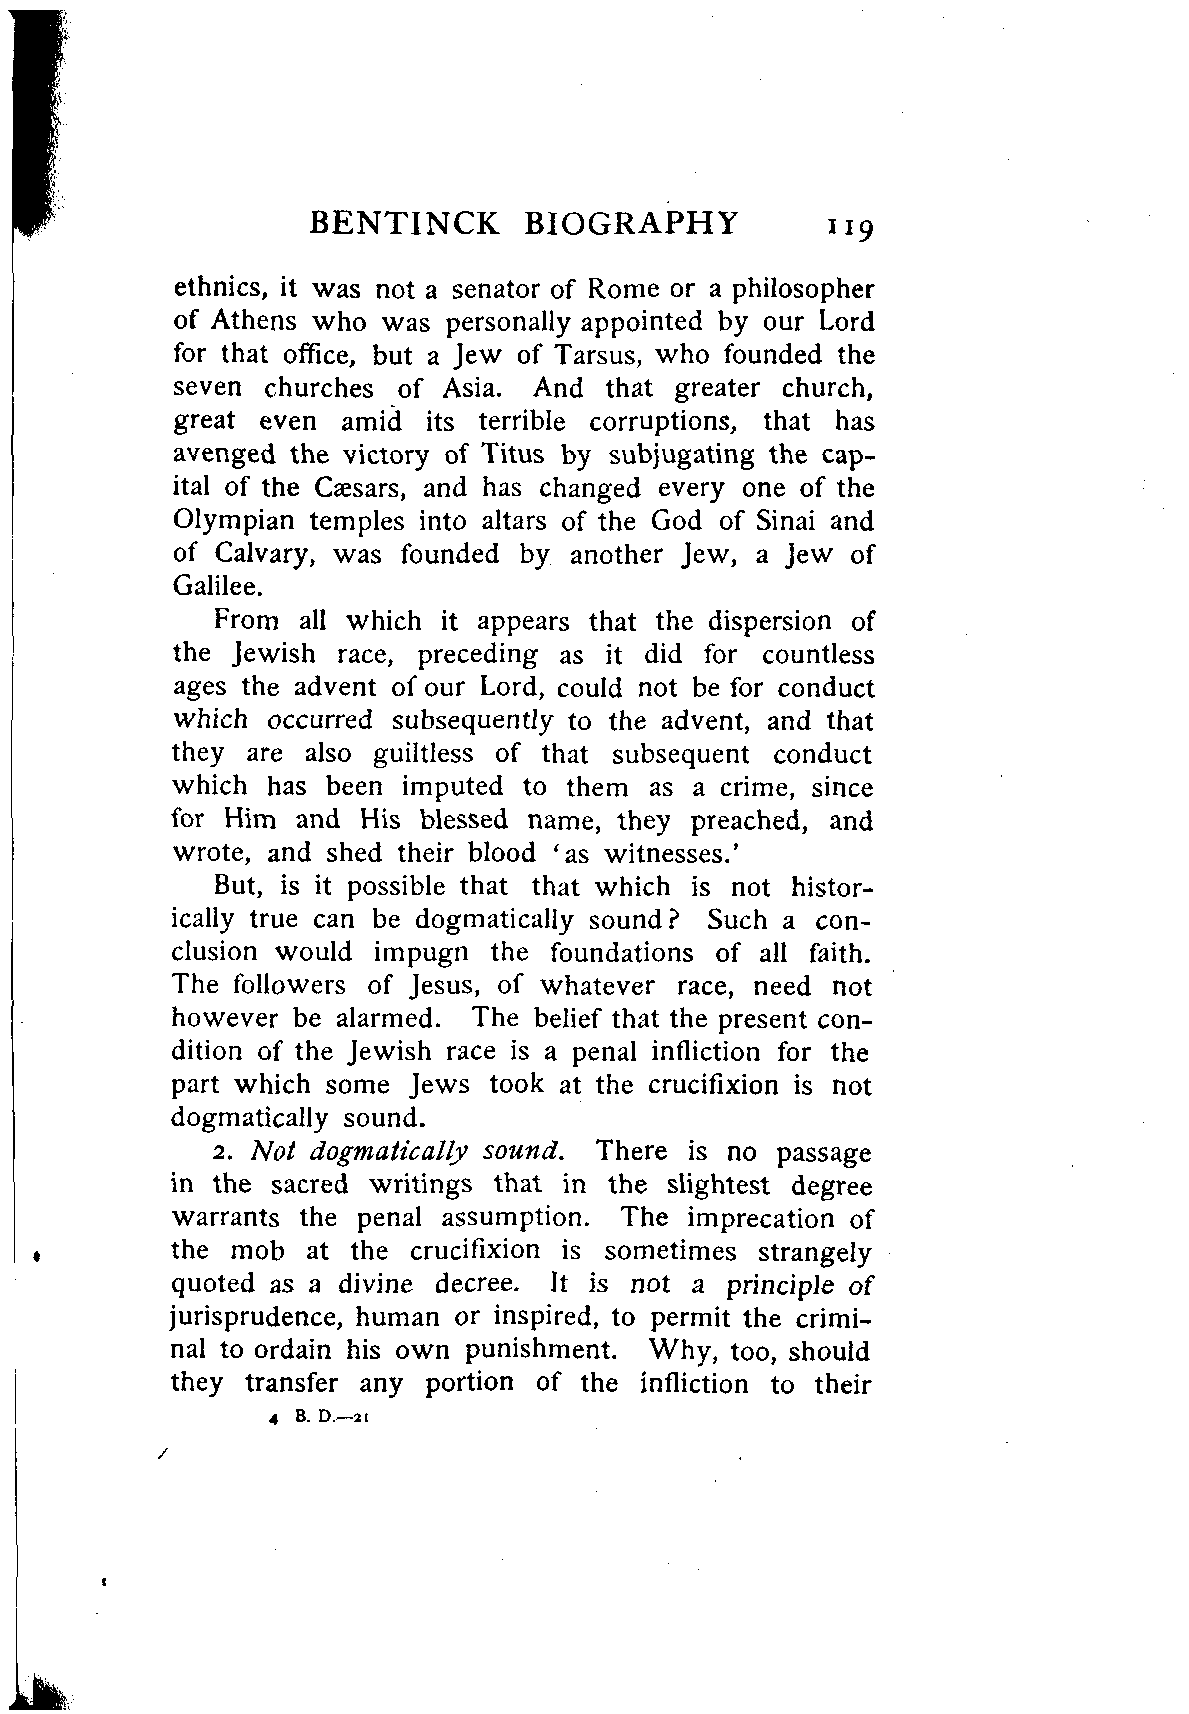 BENTINCK BIOGRAPHY 119
ethnics, it was not a senator of Rome or a philosopher
of Athens who was personally appointed by our Lord
for that office, but a Jew of Tarsus, who founded the
seven churches of Asia. And that greater church,
great even amid its terrible corruptions, that has
avenged the victory of Titus by subjugating the cap-
ital of the Cæsars, and has changed every one of the
Olympian temples into altars of the God of Sinai and
of Calvary, was founded by another Jew, a Jew of
Galilee.
From all which it appears that the dispersion of
the Jewish race, preceding as it did for countless
ages the advent of our Lord, could not be for conduct
which occurred subsequently to the advent, and that
they are also guiltless of that subsequent conduct
which has been imputed to them as a crime, since
for Him and His blessed name, they preached, and
wrote, and shed their blood ‘as witnesses.’
But, is it possible that that which is not histor-
ically true can be dogmatically sound? Such a con-
clusion would impugn the foundations of all faith.
The followers of Jesus, of whatever race, need not
however be alarmed. The belief that the present con-
dition of the Jewish race is a penal infliction for the
part which some Jews took at the crucifixion is not
dogmatically sound.
2. Not dogmatically sound. There is no passage
in the sacred writings that in the slightest degree
warrants the penal assumption. The imprecation of
the mob at the crucifixion is sometimes strangely
quoted as a divine decree. It is not a principle of
jurisprudence, human or inspired, to permit the crimi-
nal to ordain his own punishment. Why, too, should
they transfer any portion of the infliction to their
4 B. D.—21